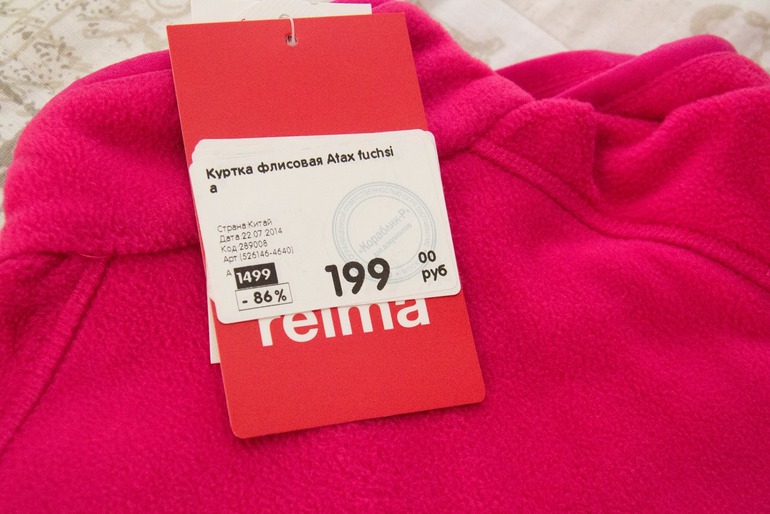 Куртка флисовая Atax fuchsi
a
Страна:Китай
Дата:22.07.2014
Код:289008
Арт:(526146-4640)
А 1499
- 86%
199 00 руб
«Кораблик-Р»
reima